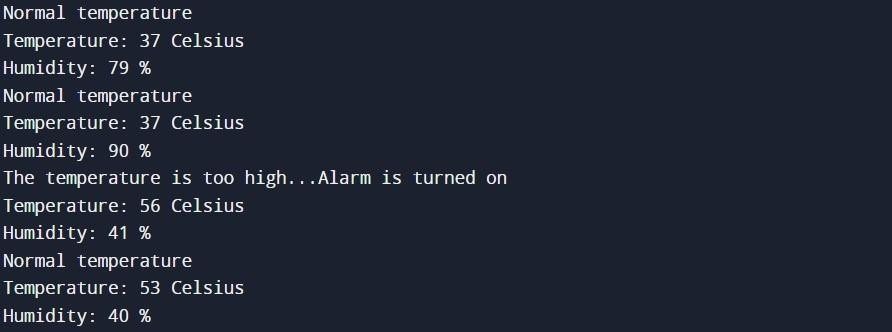 Normal temperature
Temperature: 37 Celsius
Humidity: 79 %
Normal temperature
Temperature: 37 Celsius
Humidity: 90 %
The temperature is too high...Alarm is turned on
Temperature: 56 Celsius
Humidity: 41 %
Normal temperature
Temperature: 53 Celsius
Humidity: 40 %